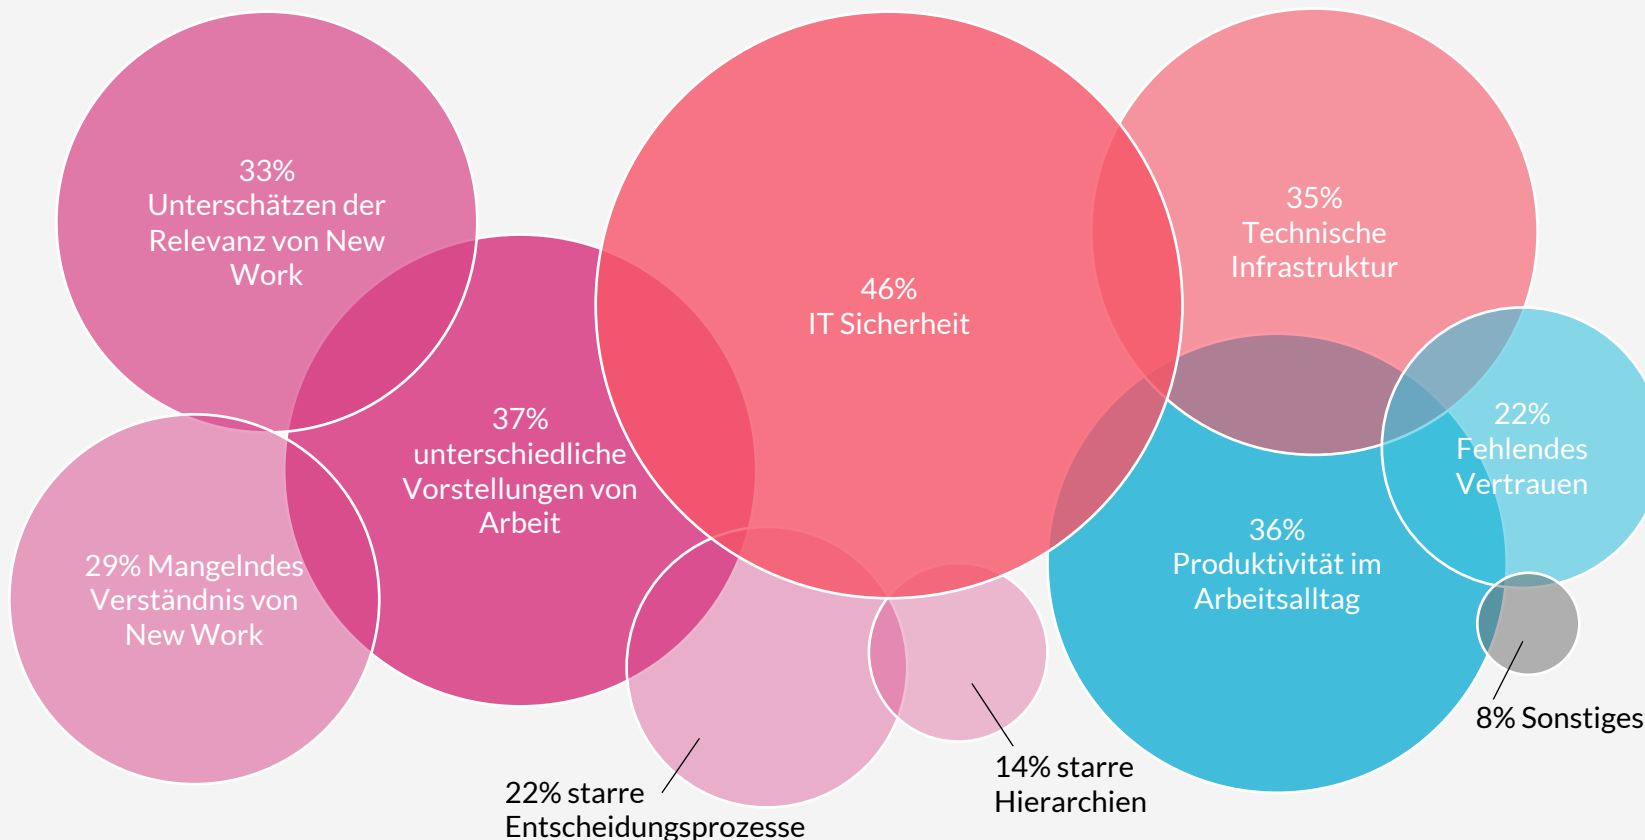 33%
Unterschätzen der
Relevanz von New
Work
37%
unterschiedliche
Vorstellungen von
Arbeit
29% Mangelndes
Verständnis von
New Work
46%
IT Sicherheit
35%
Technische
Infrastruktur
22%
Fehlendes
Vertrauen
36%
Produktivität im
Arbeitsalltag
8% Sonstiges
14% starre
Hierarchien
22% starre
Entscheidungsprozesse